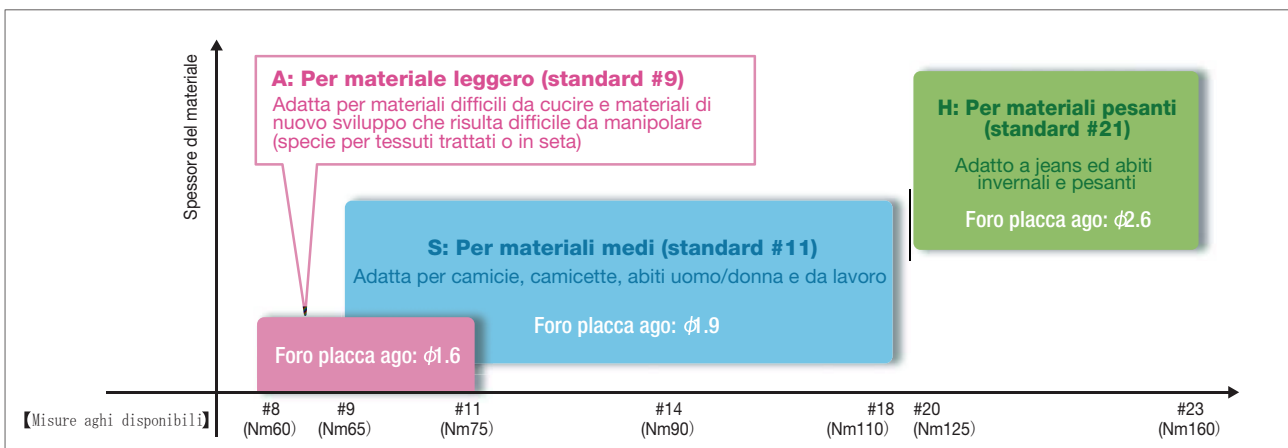 Spessore del materiale
A: Per materiale leggero (standard #9)
Adatta per materiali difficili da cucire e materiali di
nuovo sviluppo che risulta difficile da manipolare
(specie per tessuti trattati o in seta)
H: Per materiali pesanti
(standard #21)
Adatto a jeans ed abiti
invernali e pesanti
Foro placca ago: ϕ2.6
S: Per materiali medi (standard #11)
Adatta per camicie, camicette, abiti uomo/donna e da lavoro
Foro placca ago: ϕ1.9
Foro placca ago: ϕ1.6
【Misure aghi disponibili】
#8 #9 #11 #14 #18 #20 #23
(Nm60) (Nm65) (Nm75) (Nm90) (Nm110) (Nm125) (Nm160)